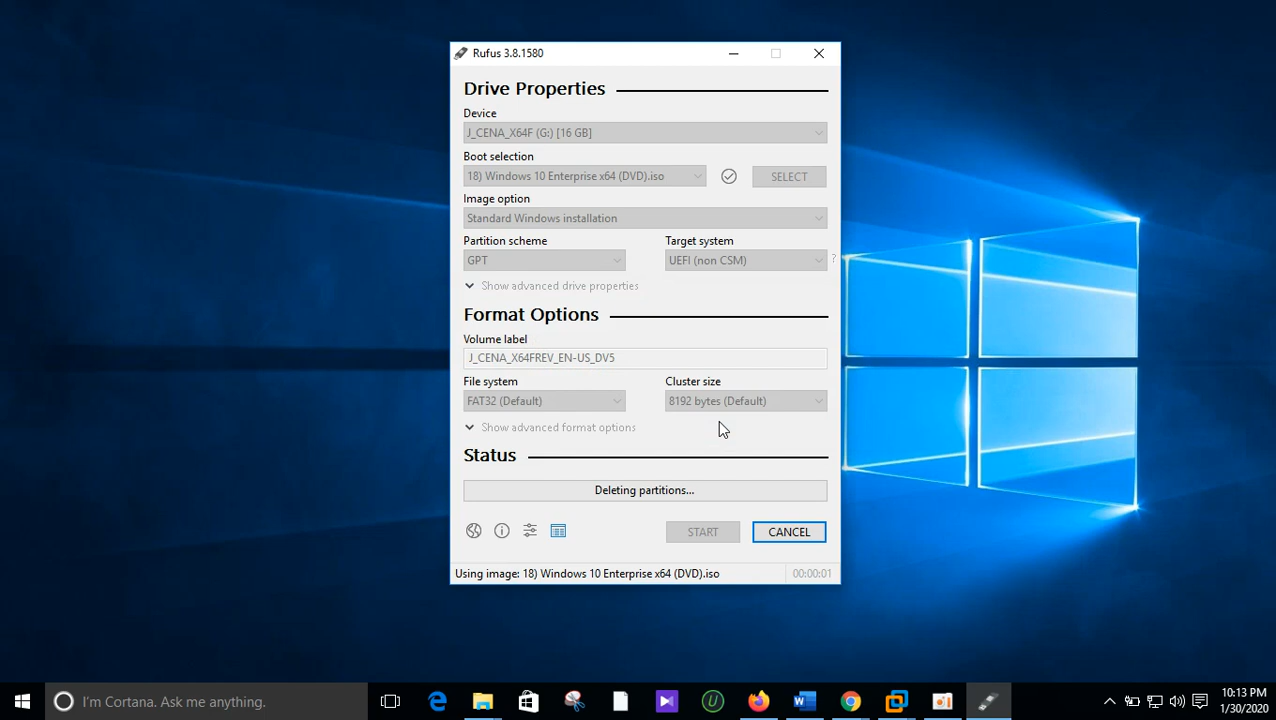 Rufus 3.8.1580
Drive Properties
Device
J_CENA_X64F (G:) [16 GB]
Boot selection
18) Windows 10 Enterprise x64 (DVD).iso
SELECT
Image option
Standard Windows installation
Partition scheme
Target system
GPT
UEFI (non CSM)
?
Show advanced drive properties
Format Options
Volume label
J_CENA_X64FREV_EN-US_DV5
File system
Cluster size
FAT32 (Default)
8192 bytes (Default)
Show advanced format options
Status
Deleting partitions...
START
CANCEL
Using image: 18) Windows 10 Enterprise x64 (DVD).iso
00:00:01
I'm Cortana. Ask me anything.
10:13 PM
1/30/2020